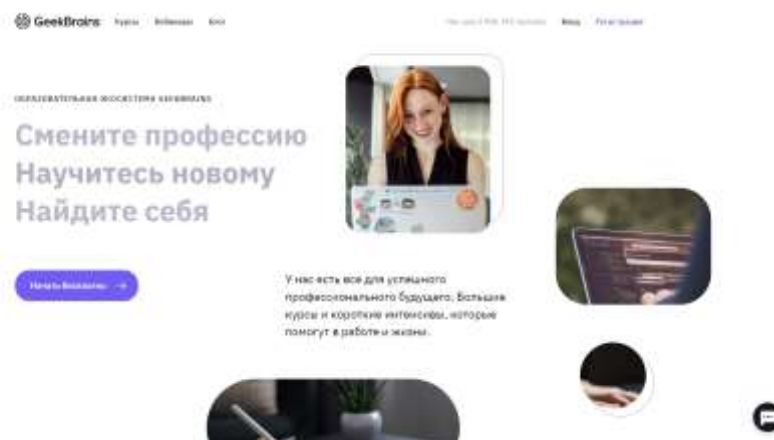 GeekBrains
Курсы
Вебинары
Блог
Вход
Регистрация
ОБРАЗОВАТЕЛЬНАЯ ЭКОСИСТЕМА GEEKBRAINS
Смените профессию
Научитесь новому
Найдите себя
Начать бесплатно →
У нас есть все для успешного
профессионального будущего. Большие
курсы и короткие интенсивы, которые
помогут в работе и жизни.